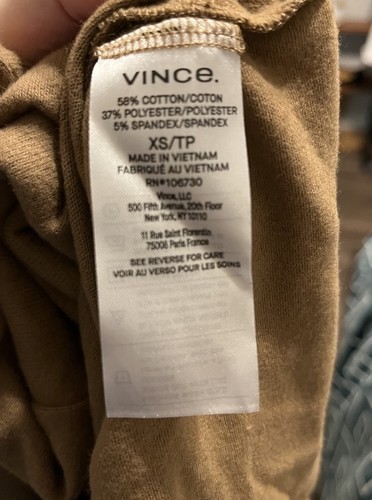 VINCe.
58% COTTON/COTON
37% POLYESTER/POLYESTER
5% SPANDEX/SPANDEX
XS/TP
MADE IN VIETNAM
FABRIQUÉ AU VIETNAM
RN#106730
Vince, LLC
500 Fifth Avenue, 20th Floor
New York, NY 10110
11 Rue Saint Florentin
75008 Paris France
SEE REVERSE FOR CARE
VOIR AU VERSO POUR LES SOINS